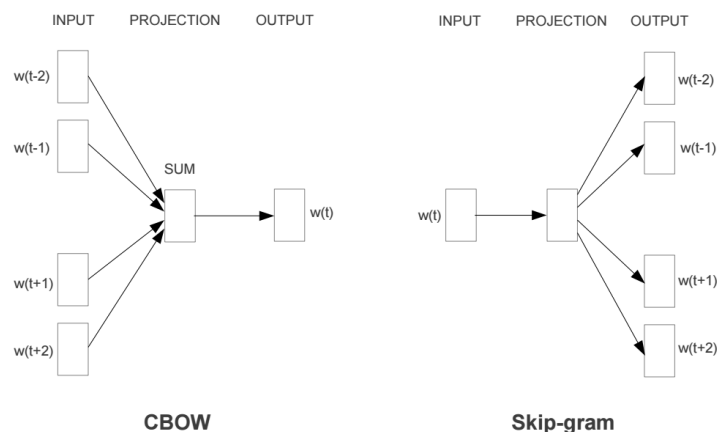 INPUT PROJECTION OUTPUT
w(t-2)
w(t-1)
SUM
w(t)
w(t+1)
w(t+2)
CBOW
INPUT PROJECTION OUTPUT
w(t-2)
w(t-1)
w(t)
w(t+1)
w(t+2)
Skip-gram